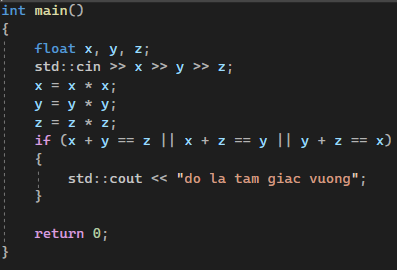 int main()
{
    float x, y, z;
    std::cin >> x >> y >> z;
    x = x * x;
    y = y * y;
    z = z * z;
    if (x + y == z || x + z == y || y + z == x)
    {
        std::cout << "do la tam giac vuong";
    }

    return 0;
}